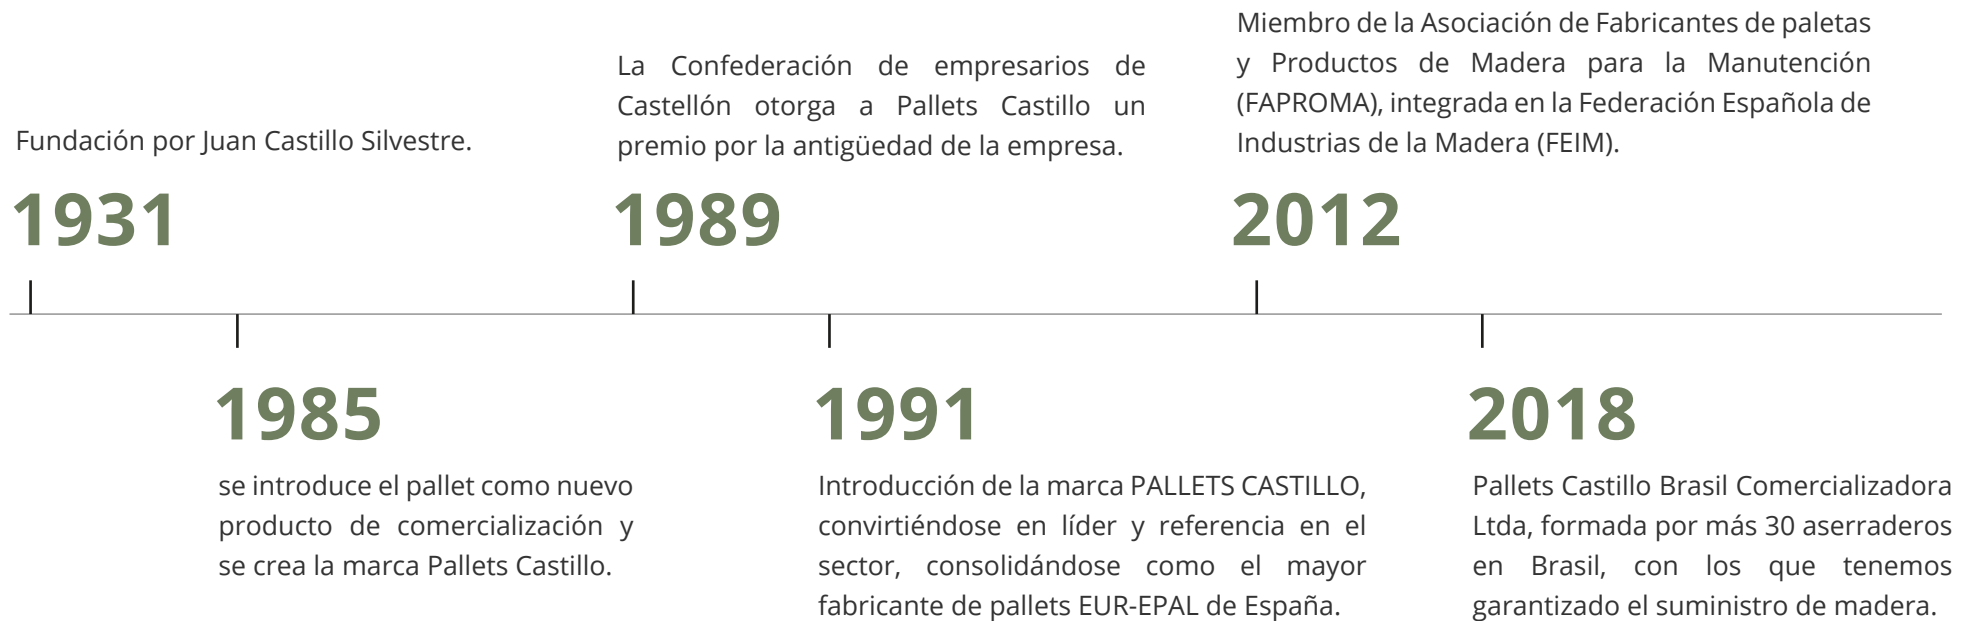 Fundación por Juan Castillo Silvestre.
1931
se introduce el pallet como nuevo
producto de comercialización y
se crea la marca Pallets Castillo.
1985
La Confederación de empresarios de
Castellón otorga a Pallets Castillo un
premio por la antigüedad de la empresa.
1989
1991
Introducción de la marca PALLETS CASTILLO,
convirtiéndose en líder y referencia en el
sector, consolidándose como el mayor
fabricante de pallets EUR-EPAL de España.
Miembro de la Asociación de Fabricantes de paletas
y Productos de Madera para la Manutención
(FAPROMA), integrada en la Federación Española de
Industrias de la Madera (FEIM).
2012
2018
Pallets Castillo Brasil Comercializadora
Ltda, formada por más 30 aserraderos
en Brasil, con los que tenemos
garantizado el suministro de madera.